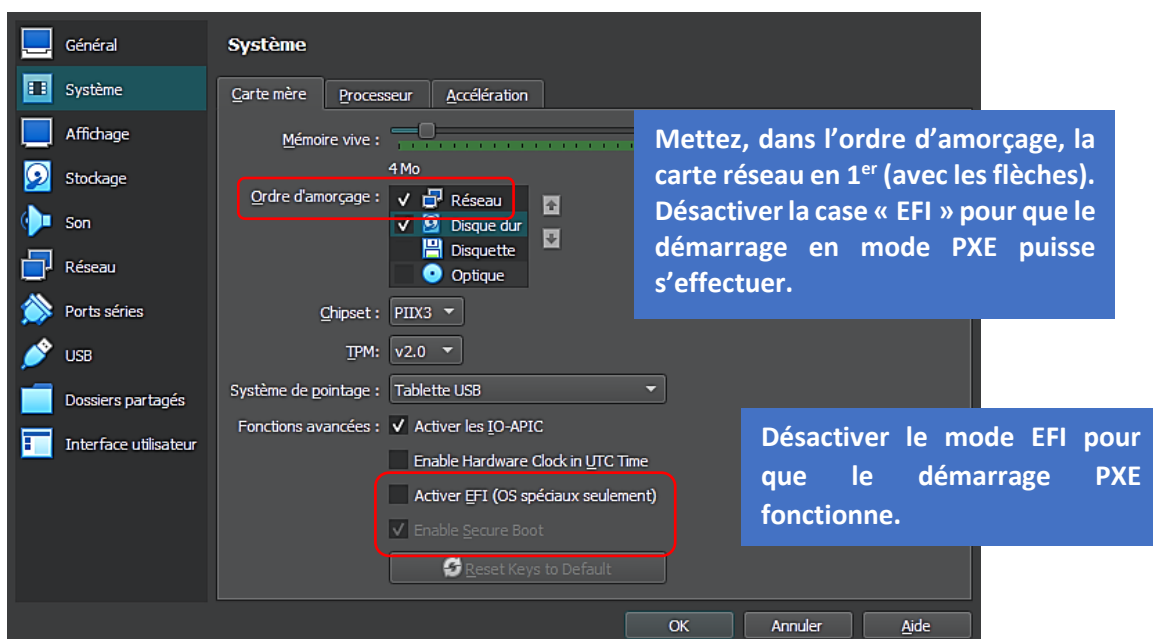 Général
Système
Affichage
Stockage
Son
Réseau
Ports séries
USB
Dossiers partagés
Interface utilisateur
Système
Carte mère Processeur Accélération
Mémoire vive :
4 Mo
Ordre d'amorçage :
Réseau
Disque dur
Disquette
Optique
Chipset : PIIX3
TPM: v2.0
Système de pointage : Tablette USB
Fonctions avancées : Activer les IO-APIC
Enable Hardware Clock in UTC Time
Activer EFI (OS spéciaux seulement)
Enable Secure Boot
Reset Keys to Default
Mettez, dans l’ordre d’amorçage, la
carte réseau en 1er (avec les flèches).
Désactiver la case « EFI » pour que le
démarrage en mode PXE puisse
s’effectuer.
Désactiver le mode EFI pour
que le démarrage PXE
fonctionne.
OK Annuler Aide